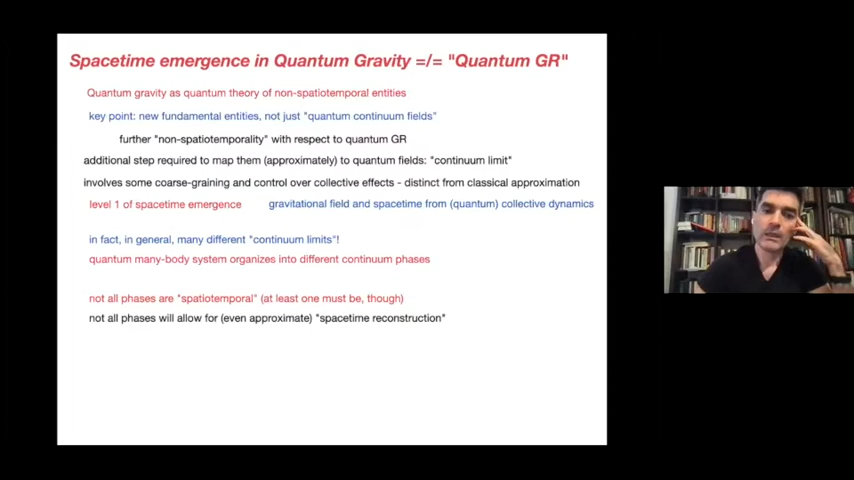 Spacetime emergence in Quantum Gravity =/= "Quantum GR"
Quantum gravity as quantum theory of non-spatiotemporal entities
key point: new fundamental entities, not just "quantum continuum fields"
further "non-spatiotemporality" with respect to quantum GR
additional step required to map them (approximately) to quantum fields: "continuum limit"
involves some coarse-graining and control over collective effects - distinct from classical approximation
level 1 of spacetime emergence gravitational field and spacetime from (quantum) collective dynamics
in fact, in general, many different "continuum limits"!
quantum many-body system organizes into different continuum phases
not all phases are "spatiotemporal" (at least one must be, though)
not all phases will allow for (even approximate) "spacetime reconstruction"